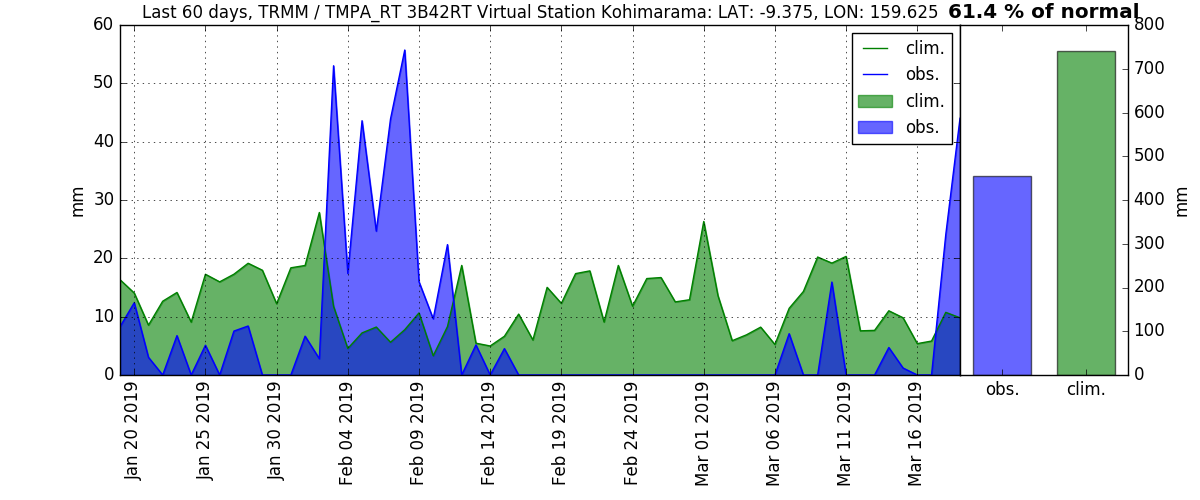 Last 60 days, TRMM / TMPA_RT 3B42RT Virtual Station Kohimarama: LAT: -9.375, LON: 159.625 61.4 % of normal
60
50
40
30
20
10
0
mm
clim.
obs.
clim.
obs.
800
700
600
500
400
300
200
100
0
mm
Jan 20 2019
Jan 25 2019
Jan 30 2019
Feb 04 2019
Feb 09 2019
Feb 14 2019
Feb 19 2019
Feb 24 2019
Mar 01 2019
Mar 06 2019
Mar 11 2019
Mar 16 2019
obs.
clim.